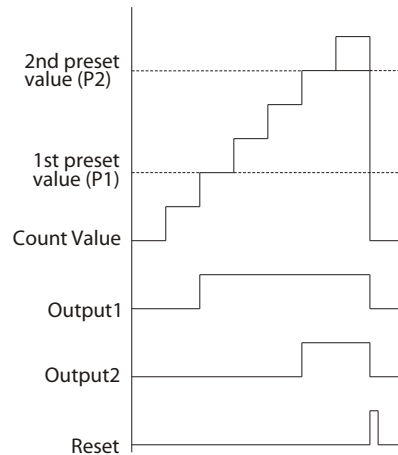 2nd preset
value (P2)
1st preset
value (P1)
Count Value
Output1
Output2
Reset